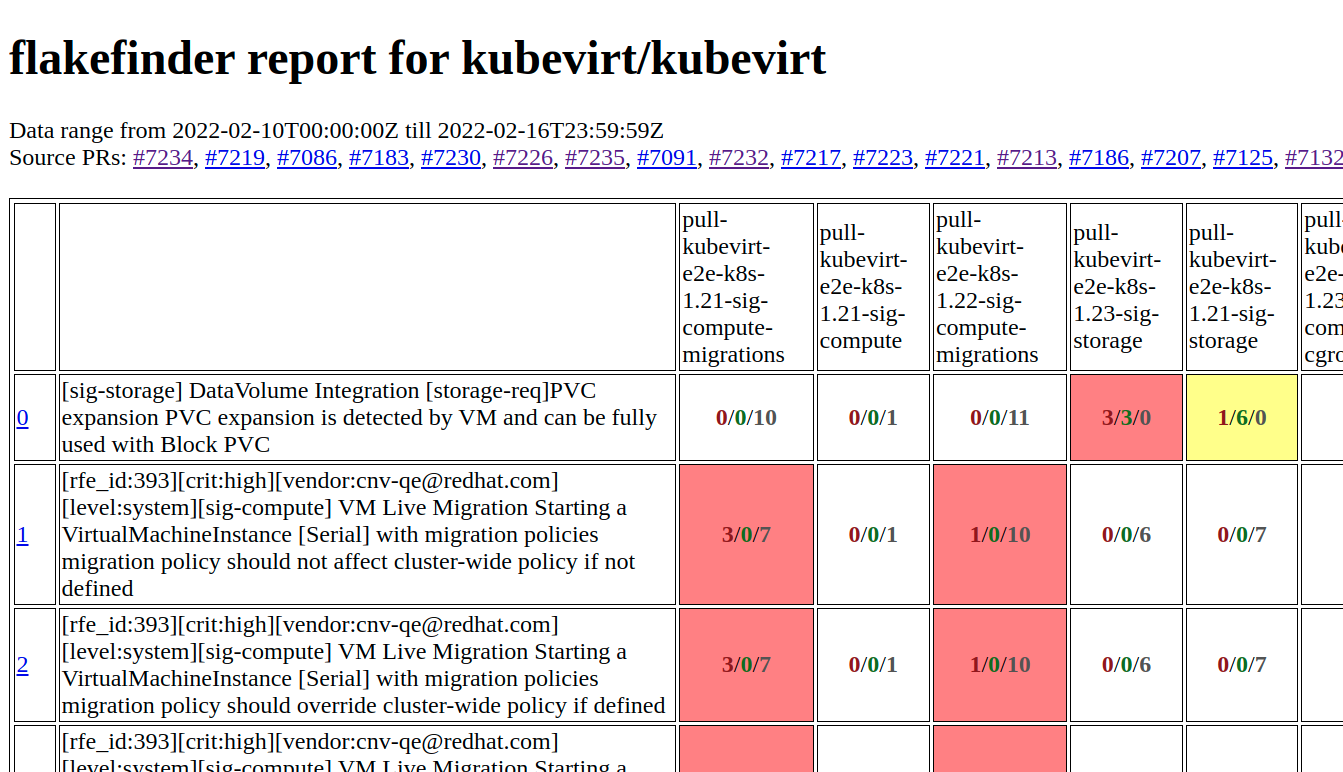 flakefinder report for kubevirt/kubevirt
Data range from 2022-02-10T00:00:00Z till 2022-02-16T23:59:59Z
Source PRs: #7234, #7219, #7086, #7183, #7230, #7226, #7235, #7091, #7232, #7217, #7223, #7221, #7213, #7186, #7207, #7125, #7132
pull-
kubevirt-
e2e-k8s-
1.21-sig-
compute-
migrations
pull-
kubevirt-
e2e-k8s-
1.21-sig-
compute
pull-
kubevirt-
e2e-k8s-
1.22-sig-
compute-
migrations
pull-
kubevirt-
e2e-k8s-
1.23-sig-
storage
pull-
kubevirt-
e2e-k8s-
1.21-sig-
storage
pull-
kube
e2e-
1.23
com
cgro
0
[sig-storage] DataVolume Integration [storage-req]PVC
expansion PVC expansion is detected by VM and can be fully
used with Block PVC
0/0/10
0/0/1
0/0/11
3/3/0
1/6/0
1
[rfe_id:393][crit:high][vendor:cnv-qe@redhat.com]
[level:system][sig-compute] VM Live Migration Starting a
VirtualMachineInstance [Serial] with migration policies
migration policy should not affect cluster-wide policy if not
defined
3/0/7
0/0/1
1/0/10
0/0/6
0/0/7
2
[rfe_id:393][crit:high][vendor:cnv-qe@redhat.com]
[level:system][sig-compute] VM Live Migration Starting a
VirtualMachineInstance [Serial] with migration policies
migration policy should override cluster-wide policy if defined
3/0/7
0/0/1
1/0/10
0/0/6
0/0/7
[rfe_id:393][crit:high][vendor:cnv-qe@redhat.com]
[level:system][sig-compute] VM Live Migration Starting a